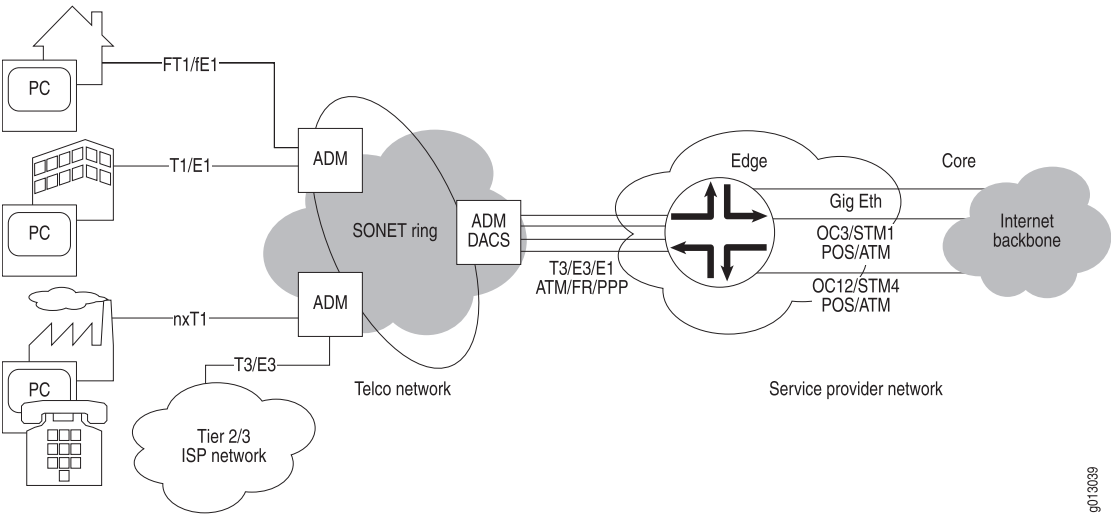 PC
FT1/fE1
PC
T1/E1
PC
nxT1
T3/E3
Tier 2/3
ISP network
ADM
SONET ring
ADM
ADM
DACS
Telco network
T3/E3/E1
ATM/FR/PPP
Edge
Core
Gig Eth
OC3/STM1
POS/ATM
OC12/STM4
POS/ATM
Internet
backbone
Service provider network
g013039